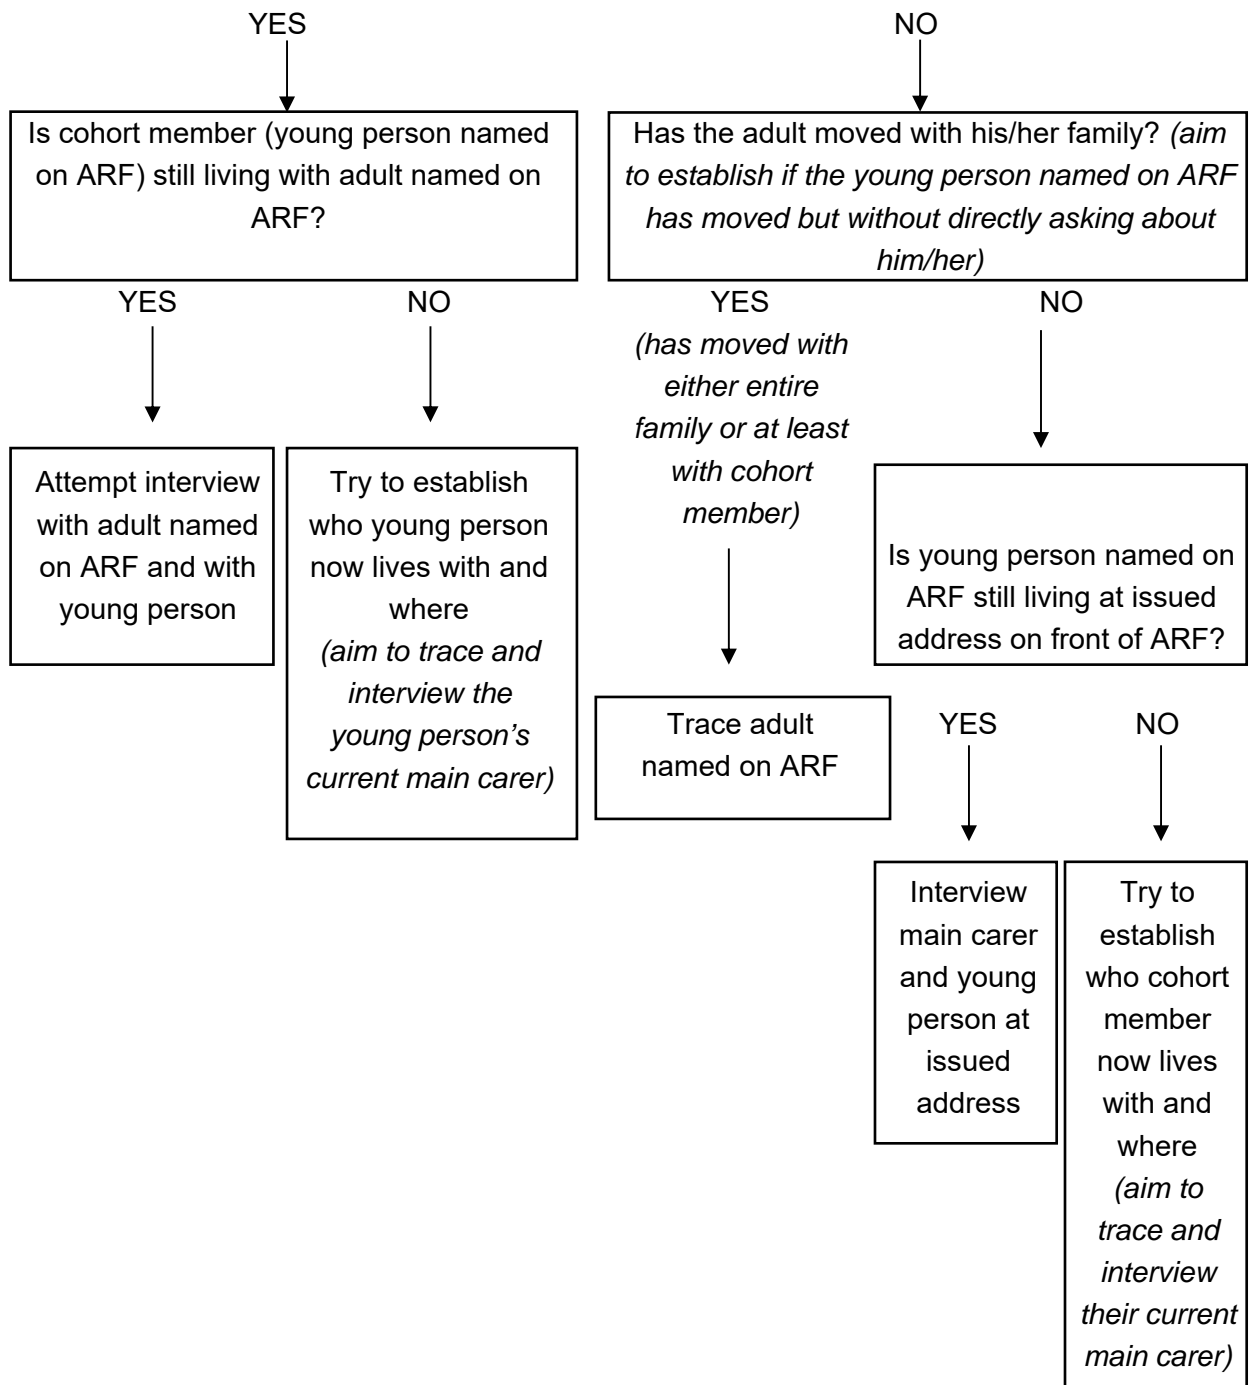 YES
NO
Is cohort member (young person named
on ARF) still living with adult named on
ARF?
Has the adult moved with his/her family? (aim
to establish if the young person named on ARF
has moved but without directly asking about
him/her)
YES
NO
YES
NO
(has moved with
either entire
family or at least
with cohort
member)
Attempt interview
with adult named
on ARF and with
young person
Try to establish
who young person
now lives with and
where
(aim to trace and
interview the
young person’s
current main carer)
Is young person named on
ARF still living at issued
address on front of ARF?
Trace adult
named on ARF
YES
NO
Interview
main carer
and young
person at
issued
address
Try to
establish
who cohort
member
now lives
with and
where
(aim to
trace and
interview
their current
main carer)